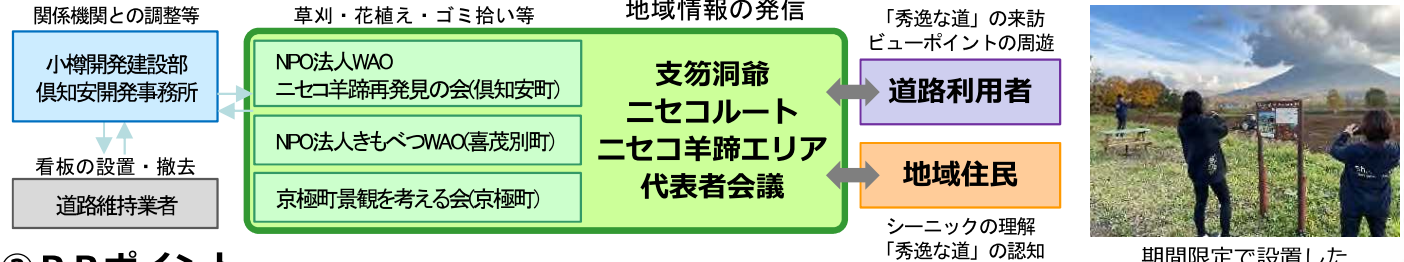 関係機関との調整等
小樽開発建設部
倶知安開発事務所
看板の設置・撤去
道路維持業者
草刈・花植え・ゴミ拾い等
地域情報の発信
NPO法人WAO
ニセコ羊蹄再発見の会(倶知安町)
NPO法人きもべつWAO(喜茂別町)
京極町景観を考える会(京極町)
支笏洞爺
ニセコルート
ニセコ羊蹄エリア
代表者会議
「秀逸な道」の来訪
ビューポイントの周遊
道路利用者
地域住民
シーニックの理解
「秀逸な道」の認知
期間限定で設置した
PRポイント